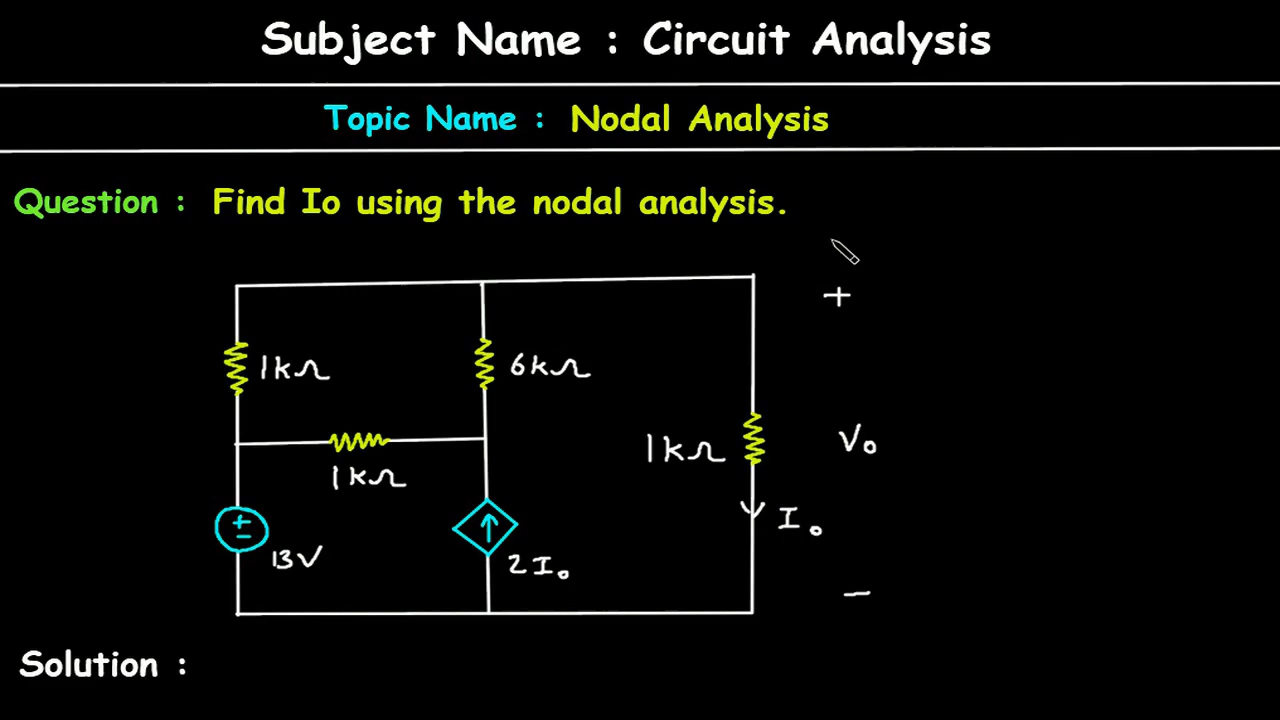 Subject Name : Circuit Analysis
Topic Name : Nodal Analysis
Question : Find Io using the nodal analysis.
+
1kΩ
6kΩ
1kΩ
Vo
1kΩ
+
−
13V
2Io
Io
−
Solution :